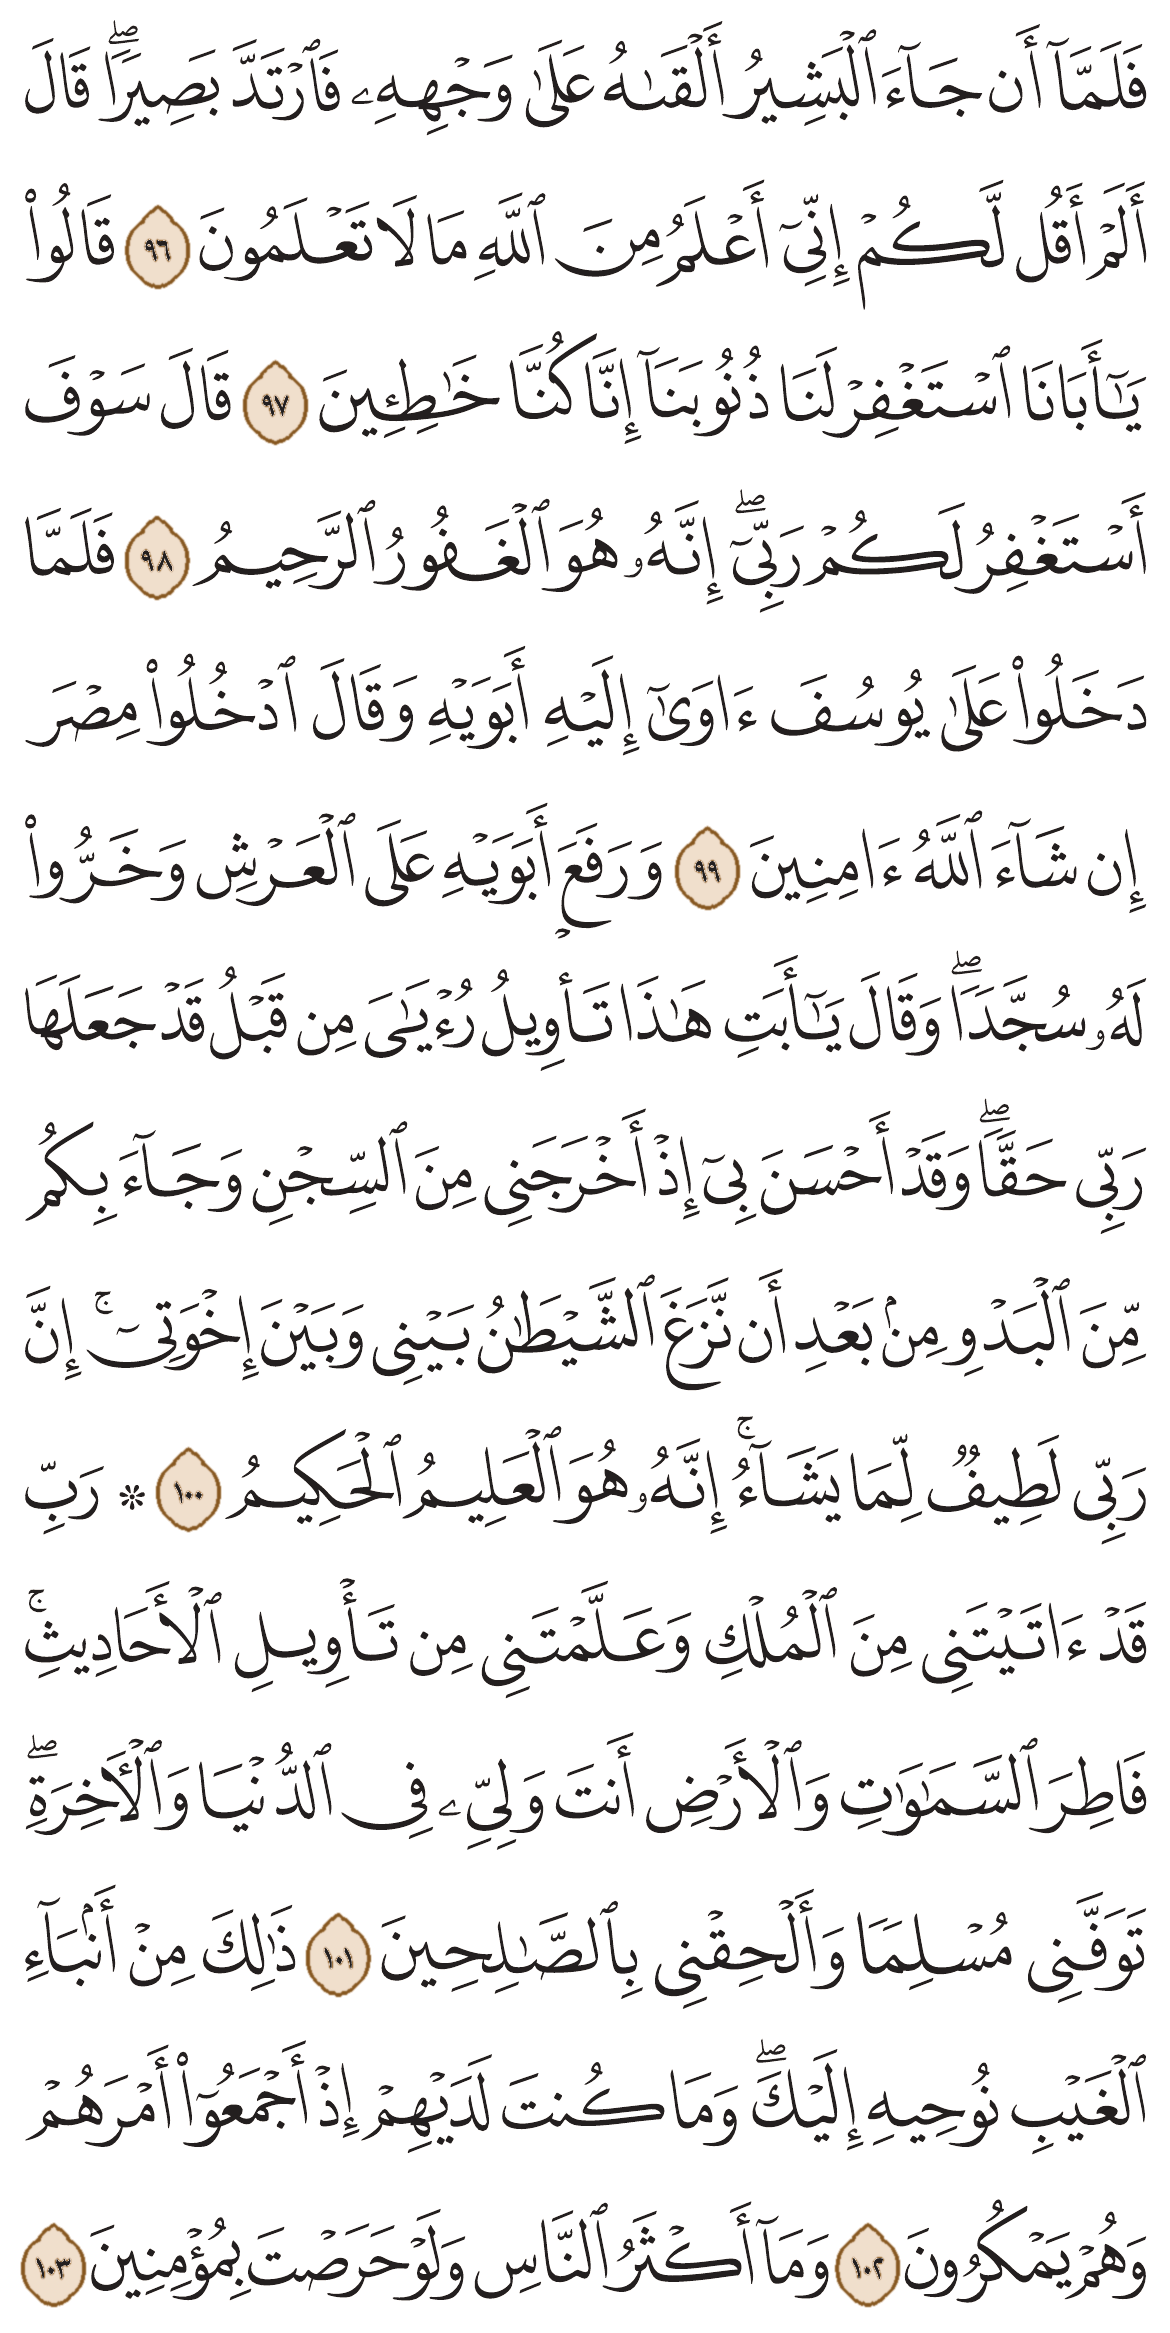 فَلَمَّآ أَن جَآءَ ٱلْبَشِيرُ أَلْقَىٰهُ عَلَىٰ وَجْهِهِۦ فَٱرْتَدَّ بَصِيرًا ۖ قَالَ
أَلَمْ أَقُل لَّكُمْ إِنِّىٓ أَعْلَمُ مِنَ ٱللَّهِ مَا لَا تَعْلَمُونَ ٩٦ قَالُوا۟
يَـٰٓأَبَانَا ٱسْتَغْفِرْ لَنَا ذُنُوبَنَآ إِنَّا كُنَّا خَـٰطِـِٔينَ ٩٧ قَالَ سَوْفَ
أَسْتَغْفِرُ لَكُمْ رَبِّىٓ ۖ إِنَّهُۥ هُوَ ٱلْغَفُورُ ٱلرَّحِيمُ ٩٨ فَلَمَّا
دَخَلُوا۟ عَلَىٰ يُوسُفَ ءَاوَىٰٓ إِلَيْهِ أَبَوَيْهِ وَقَالَ ٱدْخُلُوا۟ مِصْرَ
إِن شَآءَ ٱللَّهُ ءَامِنِينَ ٩٩ وَرَفَعَ أَبَوَيْهِ عَلَى ٱلْعَرْشِ وَخَرُّوا۟
لَهُۥ سُجَّدًا ۖ وَقَالَ يَـٰٓأَبَتِ هَـٰذَا تَأْوِيلُ رُءْيَـٰىَ مِن قَبْلُ قَدْ جَعَلَهَا
رَبِّى حَقًّا ۖ وَقَدْ أَحْسَنَ بِىٓ إِذْ أَخْرَجَنِى مِنَ ٱلسِّجْنِ وَجَآءَ بِكُم
مِّنَ ٱلْبَدْوِ مِنۢ بَعْدِ أَن نَّزَغَ ٱلشَّيْطَـٰنُ بَيْنِى وَبَيْنَ إِخْوَتِىٓ ۚ إِنَّ
رَبِّى لَطِيفٌ لِّمَا يَشَآءُ ۚ إِنَّهُۥ هُوَ ٱلْعَلِيمُ ٱلْحَكِيمُ ١٠٠ ۞ رَبِّ
قَدْ ءَاتَيْتَنِى مِنَ ٱلْمُلْكِ وَعَلَّمْتَنِى مِن تَأْوِيلِ ٱلْأَحَادِيثِ ۚ
فَاطِرَ ٱلسَّمَـٰوَٰتِ وَٱلْأَرْضِ أَنتَ وَلِىِّۦ فِى ٱلدُّنْيَا وَٱلْـَٔاخِرَةِ ۖ
تَوَفَّنِى مُسْلِمًا وَأَلْحِقْنِى بِٱلصَّـٰلِحِينَ ١٠١ ذَٰلِكَ مِنْ أَنۢبَآءِ
ٱلْغَيْبِ نُوحِيهِ إِلَيْكَ ۖ وَمَا كُنتَ لَدَيْهِمْ إِذْ أَجْمَعُوٓا۟ أَمْرَهُمْ
وَهُمْ يَمْكُرُونَ ١٠٢ وَمَآ أَكْثَرُ ٱلنَّاسِ وَلَوْ حَرَصْتَ بِمُؤْمِنِينَ ١٠٣